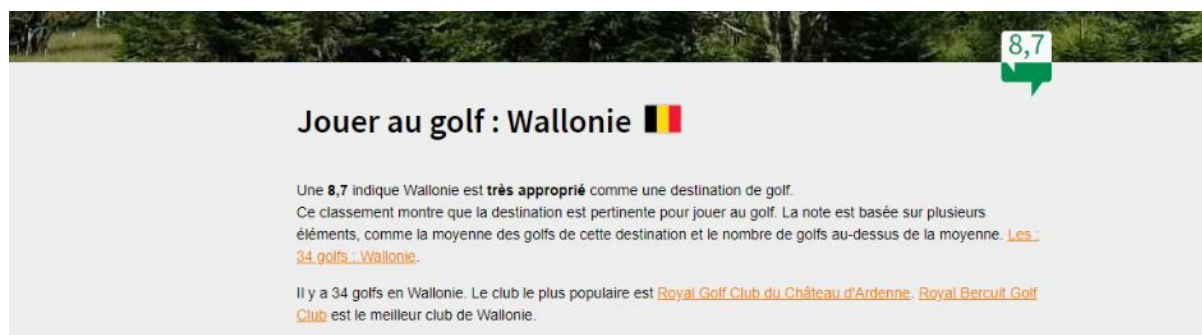 8,7
Jouer au golf : Wallonie
Une 8,7 indique Wallonie est très approprié comme une destination de golf.
Ce classement montre que la destination est pertinente pour jouer au golf. La note est basée sur plusieurs
éléments, comme la moyenne des golfs de cette destination et le nombre de golfs au-dessus de la moyenne. Les :
34 golfs : Wallonie.
Il y a 34 golfs en Wallonie. Le club le plus populaire est Royal Golf Club du Château d'Ardenne. Royal Bercuit Golf
Club est le meilleur club de Wallonie.